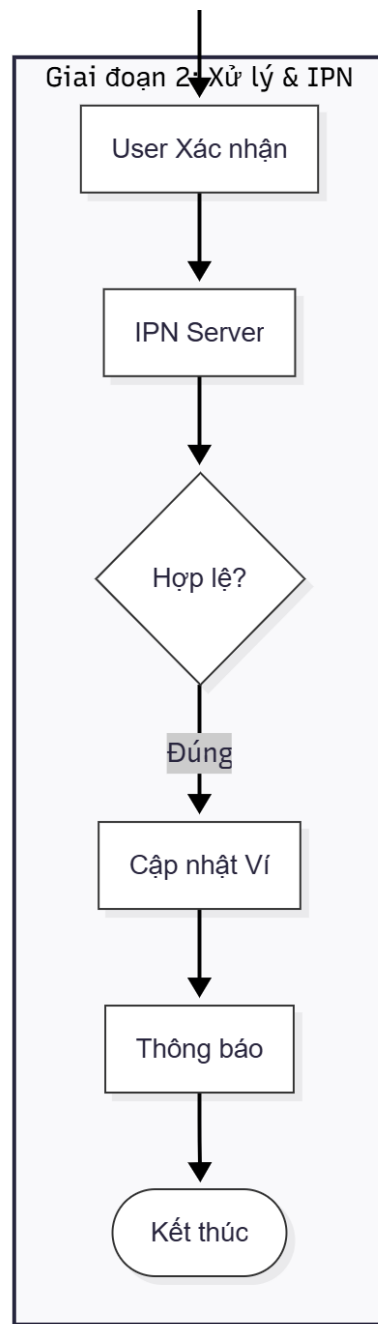 Giai đoạn 2: Xử lý & IPN
User Xác nhận
IPN Server
Hợp lệ?
Đúng
Cập nhật Ví
Thông báo
Kết thúc